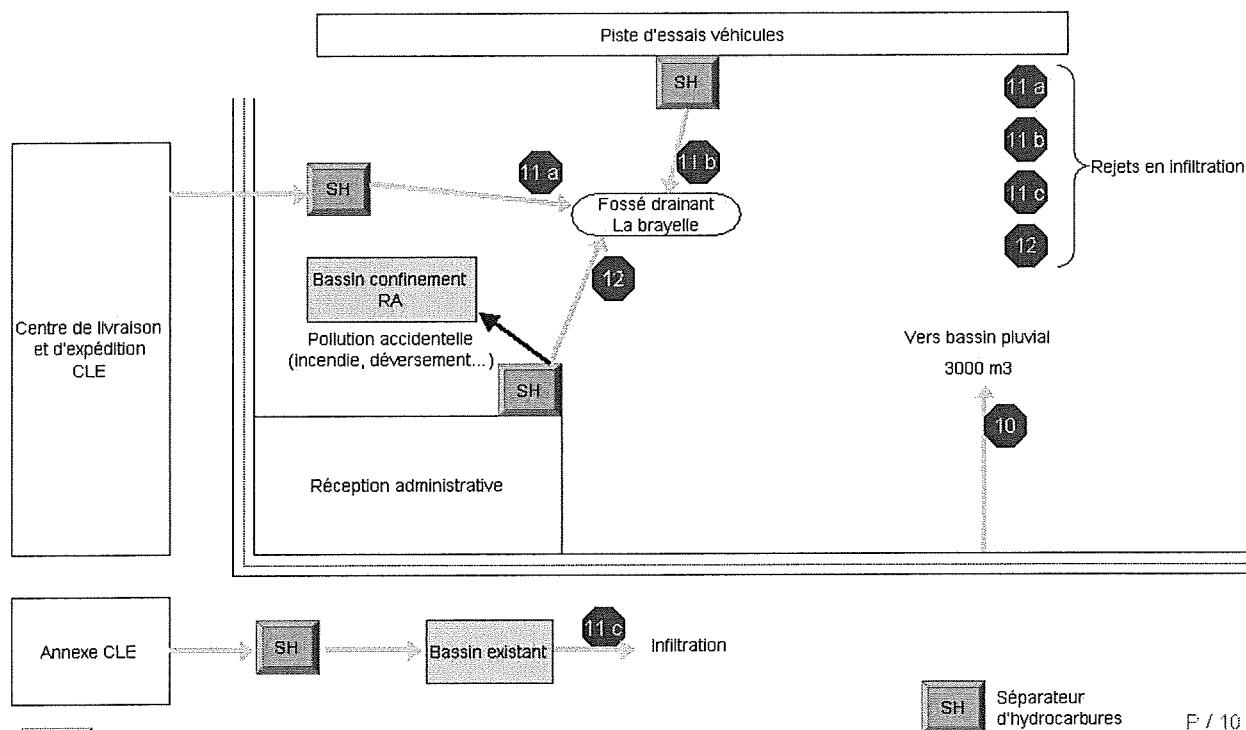 Piste d'essais véhicules
SH
11 a
11 b
11 c
12
Rejets en infiltration
SH
11 a
11 b
Fossé drainant
La brayelle
12
Bassin confinement
RA
Pollution accidentelle
(incendie, déversement...)
SH
Centre de livraison
et d'expédition
CLE
Vers bassin pluvial
3000 m3
10
Réception administrative
Annexe CLE
SH
Bassin existant
11 c
Infiltration
SH
Séparateur
d'hydrocarbures
P / 10